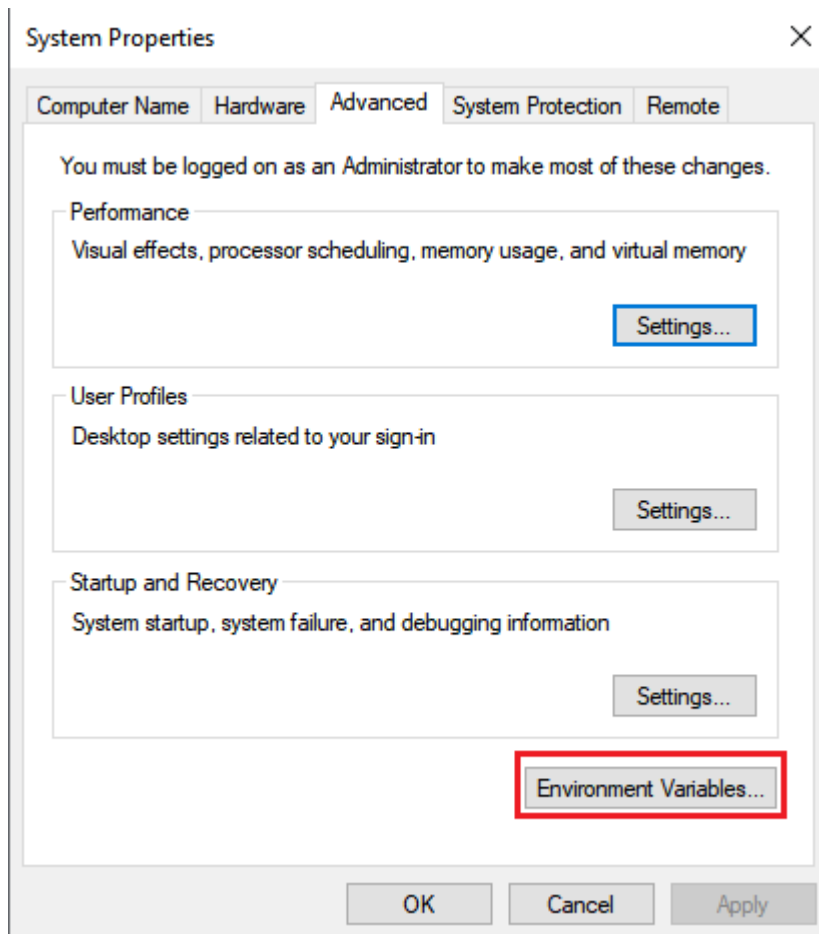 System Properties
Computer Name Hardware Advanced System Protection Remote
You must be logged on as an Administrator to make most of these changes.
Performance
Visual effects, processor scheduling, memory usage, and virtual memory
Settings...
User Profiles
Desktop settings related to your sign-in
Settings...
Startup and Recovery
System startup, system failure, and debugging information
Settings...
Environment Variables...
OK Cancel Apply